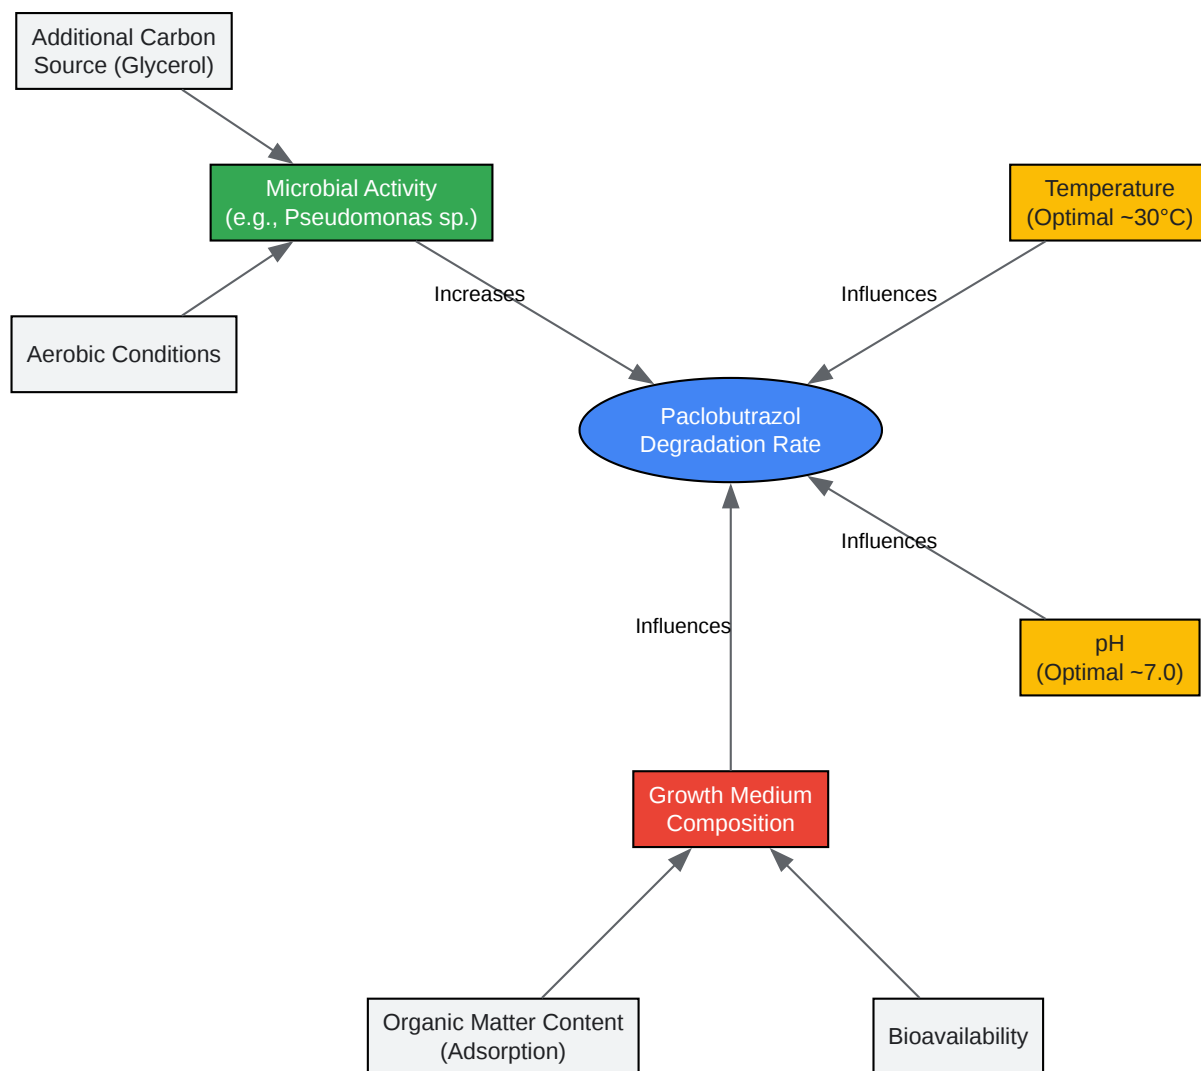 Additional Carbon
Source (Glycerol)
Microbial Activity
(e.g., Pseudomonas sp.)
Temperature
(Optimal ~30°C)
Increases
Influences
Aerobic Conditions
Paclobutrazol
Degradation Rate
Influences
Influences
pH
(Optimal ~7.0)
Growth Medium
Composition
Organic Matter Content
(Adsorption)
Bioavailability